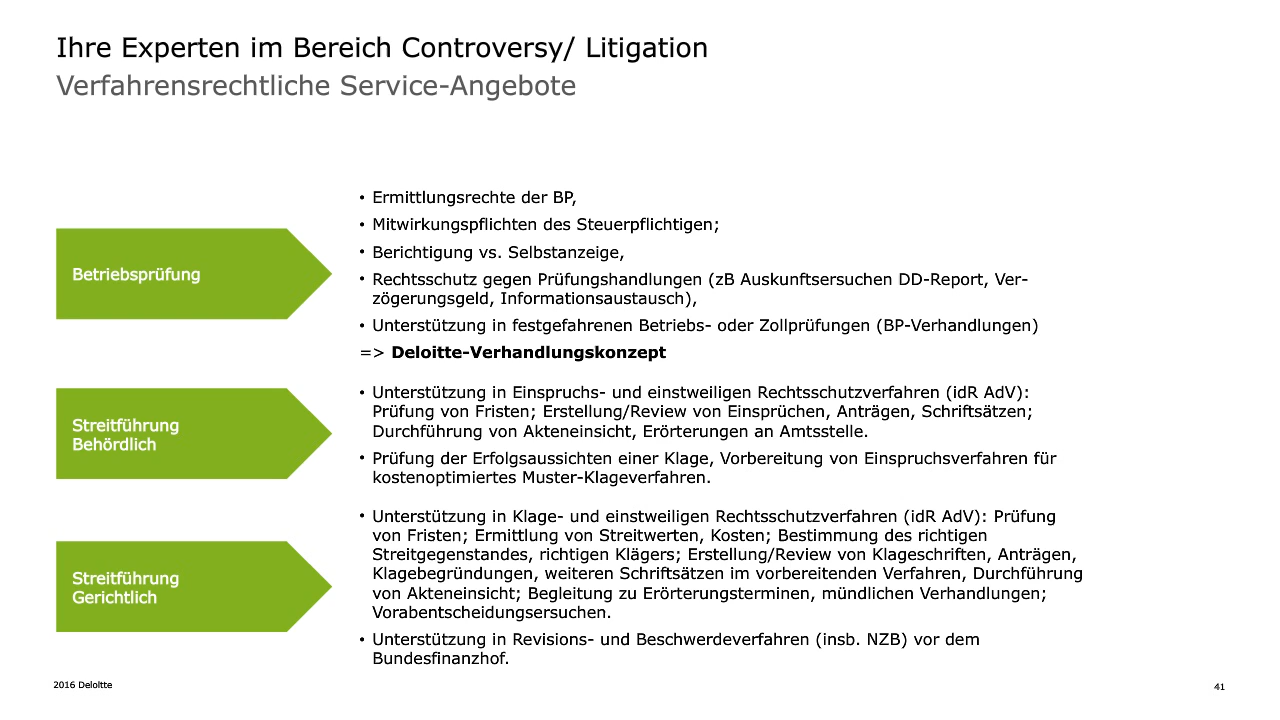 Ihre Experten im Bereich Controversy/ Litigation
Verfahrensrechtliche Service-Angebote
Betriebsprüfung
• Ermittlungsrechte der BP,
• Mitwirkungspflichten des Steuerpflichtigen;
• Berichtigung vs. Selbstanzeige,
• Rechtsschutz gegen Prüfungshandlungen (zB Auskunftsersuchen DD-Report, Ver-
zögerungsgeld, Informationsaustausch),
• Unterstützung in festgefahrenen Betriebs- oder Zollprüfungen (BP-Verhandlungen)
=> Deloitte-Verhandlungskonzept
Streitführung
Behördlich
• Unterstützung in Einspruchs- und einstweiligen Rechtsschutzverfahren (idR AdV):
Prüfung von Fristen; Erstellung/Review von Einsprüchen, Anträgen, Schriftsätzen;
Durchführung von Akteneinsicht, Erörterungen an Amtsstelle.
• Prüfung der Erfolgsaussichten einer Klage, Vorbereitung von Einspruchsverfahren für
kostenoptimiertes Muster-Klageverfahren.
Streitführung
Gerichtlich
• Unterstützung in Klage- und einstweiligen Rechtsschutzverfahren (idR AdV): Prüfung
von Fristen; Ermittlung von Streitwerten, Kosten; Bestimmung des richtigen
Streitgegenstandes, richtigen Klägers; Erstellung/Review von Klageschriften, Anträgen,
Klagebegründungen, weiteren Schriftsätzen im vorbereitenden Verfahren, Durchführung
von Akteneinsicht; Begleitung zu Erörterungsterminen, mündlichen Verhandlungen;
Vorabentscheidungsersuchen.
• Unterstützung in Revisions- und Beschwerdeverfahren (insb. NZB) vor dem
Bundesfinanzhof.
2016 Deloitte
41